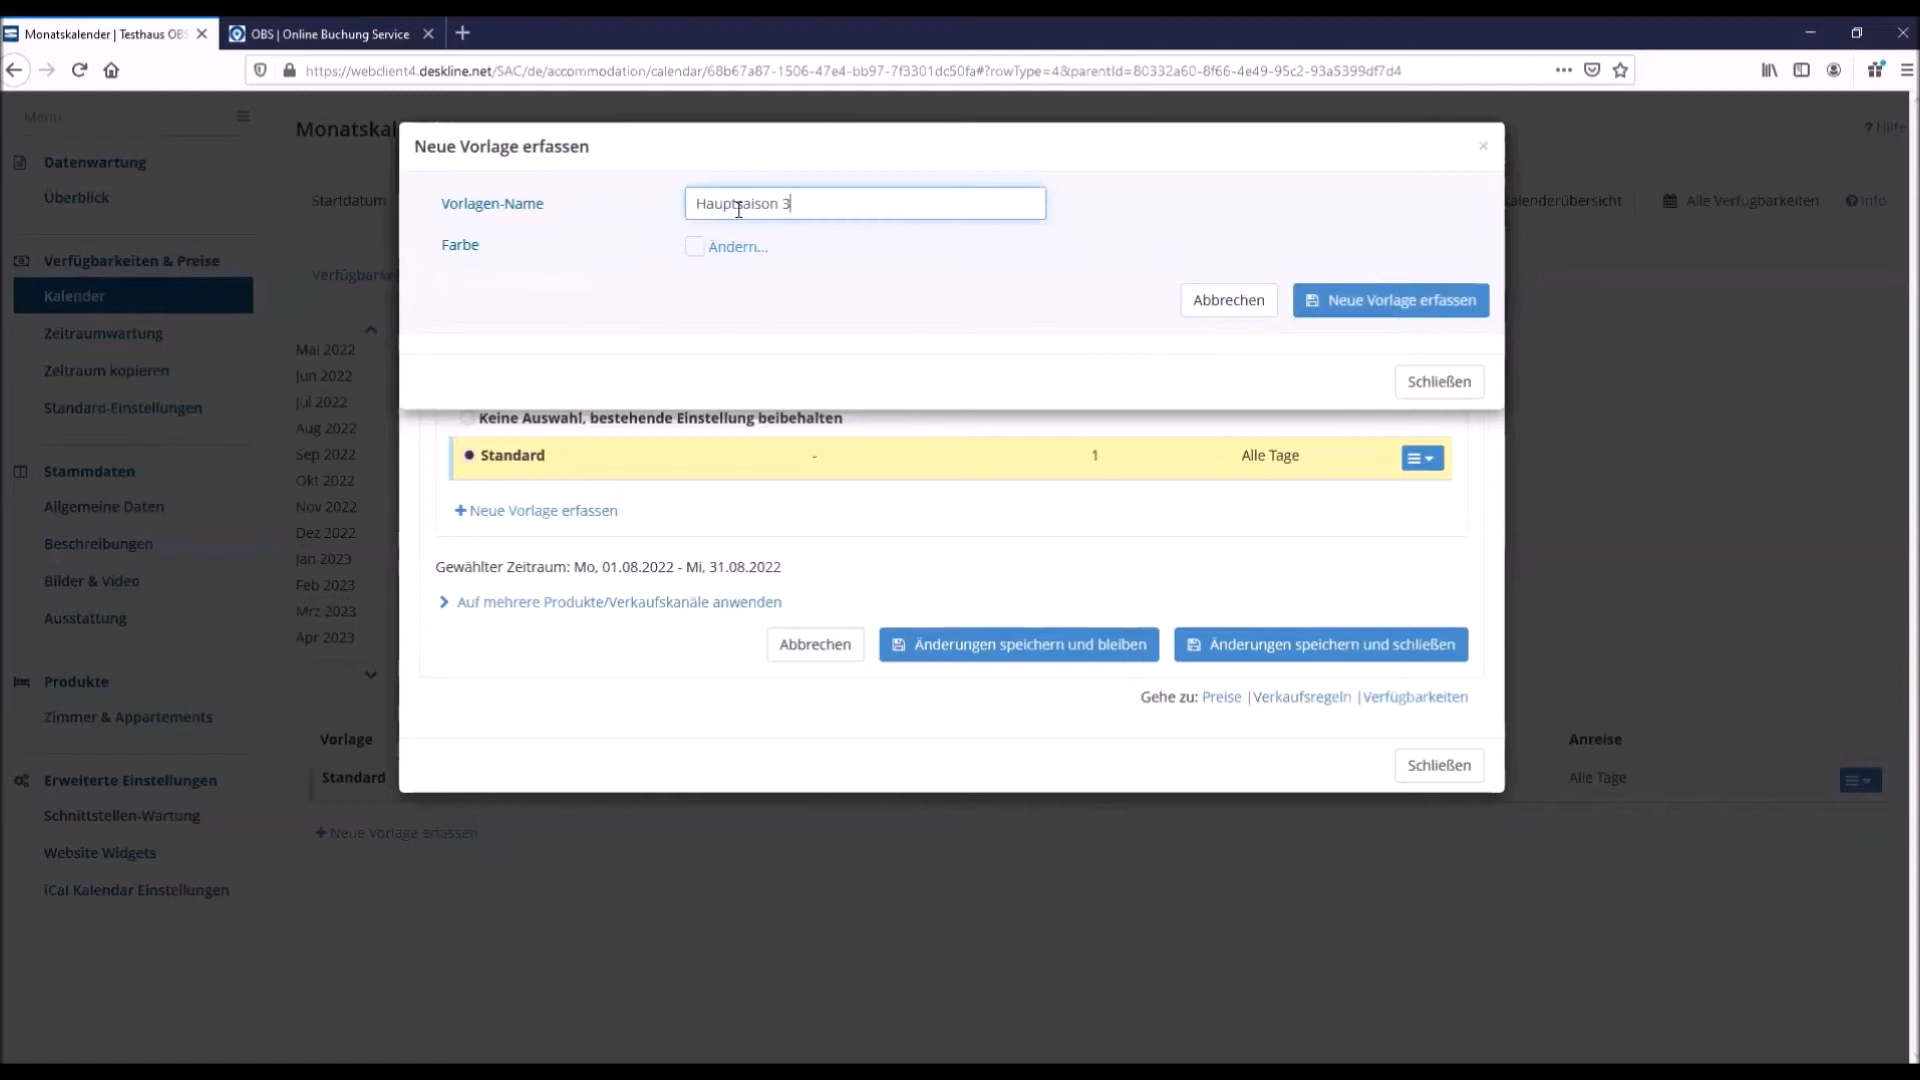 Monatskalender | Testhaus OBS
OBS | Online Buchung Service
https://webclient4.deskline.net/SAC/de/accommodation/calendar/68b67a87-1506-47e4-bb97-7f3301dc50fa#?rowType=4&parentId=80332a60-8f66-4e49-95c2-93a5399df7d4
Menü
Datenwartung
Überblick
Verfügbarkeiten & Preise
Kalender
Zeitraumwartung
Zeitraum kopieren
Standard-Einstellungen
Stammdaten
Allgemeine Daten
Beschreibungen
Bilder & Video
Ausstattung
Produkte
Zimmer & Appartements
Erweiterte Einstellungen
Schnittstellen-Wartung
Website Widgets
iCal Kalendar Einstellungen
Monatskal
? Hilfe
Startdatum
alenderübersicht
Alle Verfügbarkeiten
Info
Verfügbarke
Mai 2022
Jun 2022
Jul 2022
Aug 2022
Sep 2022
Okt 2022
Nov 2022
Dez 2022
Jan 2023
Feb 2023
Mrz 2023
Apr 2023
Vorlage
Anreise
Standard
Alle Tage
+ Neue Vorlage erfassen
Neue Vorlage erfassen
×
Vorlagen-Name
Hauptsaison 3
Farbe
Ändern...
Abbrechen
Neue Vorlage erfassen
Schließen
Keine Auswahl, bestehende Einstellung beibehalten
Standard - 1 Alle Tage
+ Neue Vorlage erfassen
Gewählter Zeitraum: Mo, 01.08.2022 - Mi, 31.08.2022
Auf mehrere Produkte/Verkaufskanäle anwenden
Abbrechen
Änderungen speichern und bleiben
Änderungen speichern und schließen
Gehe zu: Preise |Verkaufsregeln |Verfügbarkeiten
Schließen